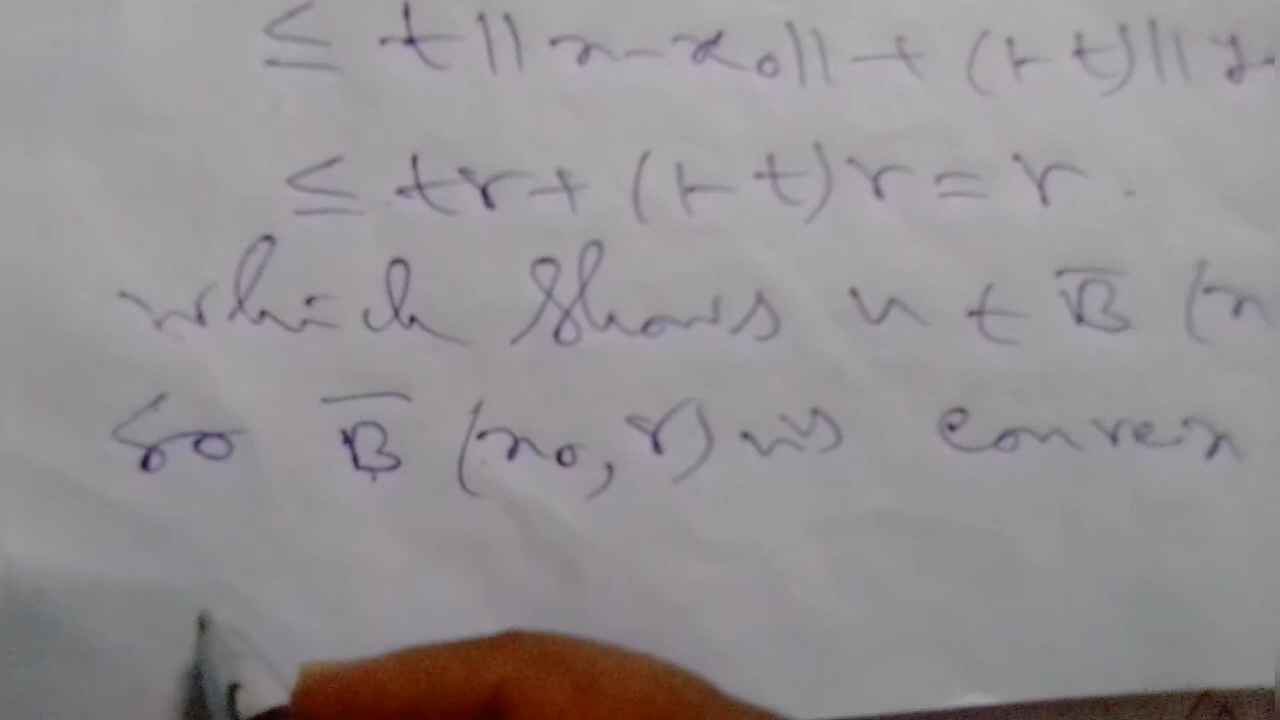 ≤ t||x-x₀|| + (1-t)||y-
≤ tr + (1-t)r = r.
which shows u ∈ B̅ (x
So B̅ (x₀, r) is convex